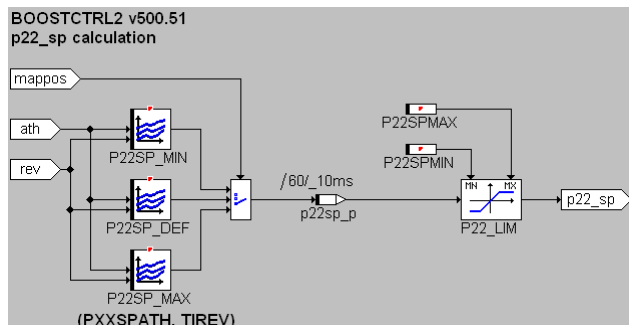 BOOSTCTRL2 v500.51
p22_sp calculation
mappos
ath
rev
P22SP_MIN
P22SP_DEF
P22SP_MAX
(PXXSPATH, TIREV)
/60/_10ms
p22sp_p
P22SPMAX
P22SPMIN
MN MX
P22_LIM
p22_sp